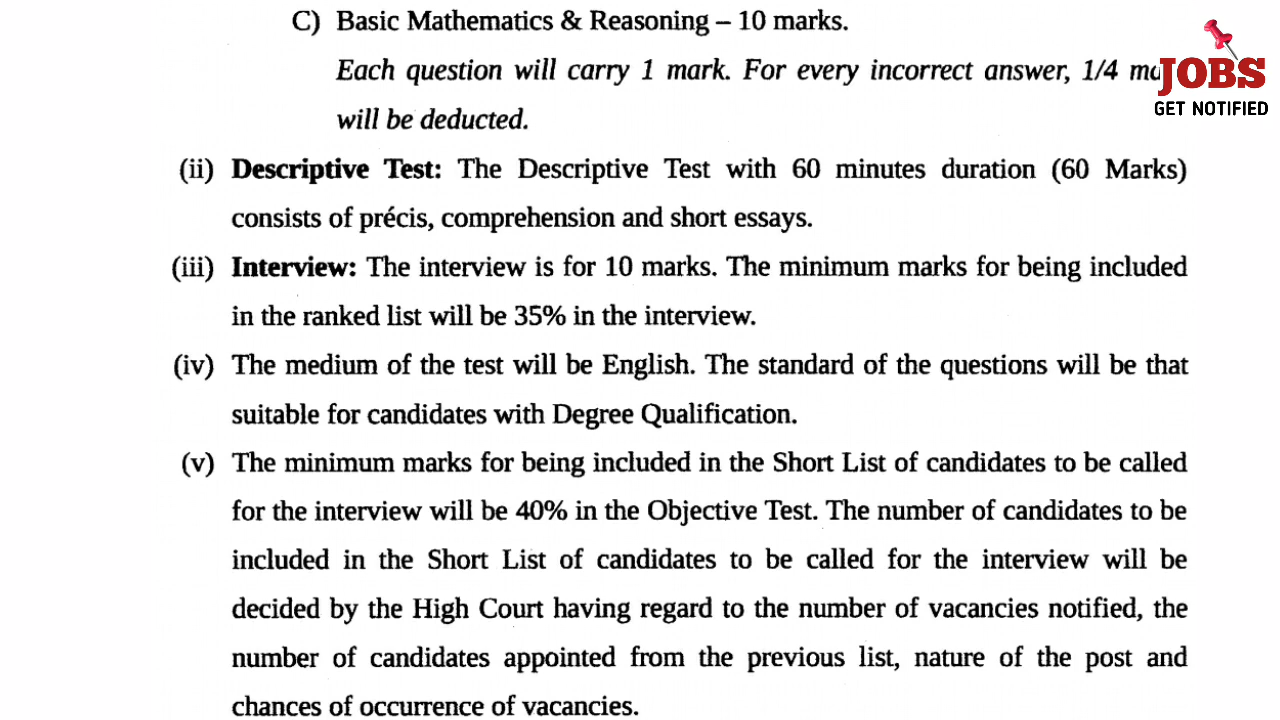 C) Basic Mathematics & Reasoning – 10 marks.
Each question will carry 1 mark. For every incorrect answer, 1/4
will be deducted.
JOBS
GET NOTIFIED
(ii) Descriptive Test: The Descriptive Test with 60 minutes duration (60 Marks)
consists of précis, comprehension and short essays.
(iii) Interview: The interview is for 10 marks. The minimum marks for being included
in the ranked list will be 35% in the interview.
(iv) The medium of the test will be English. The standard of the questions will be that
suitable for candidates with Degree Qualification.
(v) The minimum marks for being included in the Short List of candidates to be called
for the interview will be 40% in the Objective Test. The number of candidates to be
included in the Short List of candidates to be called for the interview will be
decided by the High Court having regard to the number of vacancies notified, the
number of candidates appointed from the previous list, nature of the post and
chances of occurrence of vacancies.